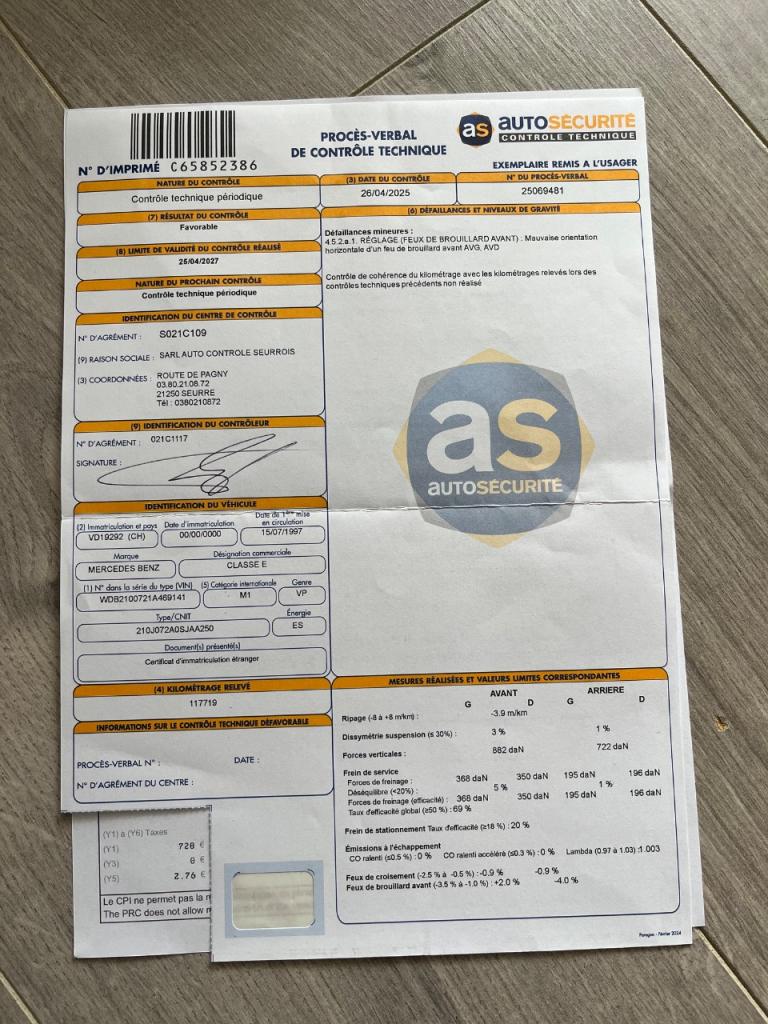 N° D'IMPRIMÉ C65852386
PROCÈS-VERBAL
DE CONTRÔLE TECHNIQUE
as AUTOSÉCURITÉ
CONTROLE TECHNIQUE
EXEMPLAIRE REMIS A L'USAGER
NATURE DU CONTRÔLE
Contrôle technique périodique
(3) DATE DU CONTRÔLE
26/04/2025
N° DU PROCÈS-VERBAL
25069481
(7) RÉSULTAT DU CONTRÔLE
Favorable
(8) LIMITE DE VALIDITÉ DU CONTRÔLE RÉALISÉ
25/04/2027
NATURE DU PROCHAIN CONTRÔLE
Contrôle technique périodique
(6) DÉFAILLANCES ET NIVEAUX DE GRAVITÉ
Défaillances mineures :
4.5.2.a.1. RÉGLAGE (FEUX DE BROUILLARD AVANT) : Mauvaise orientation
horizontale d'un feu de brouillard avant AVG, AVD
Contrôle de cohérence du kilométrage avec les kilométrages relevés lors des
contrôles techniques précédents non réalisé
IDENTIFICATION DU CENTRE DE CONTRÔLE
N° D'AGRÉMENT : S021C109
(9) RAISON SOCIALE : SARL AUTO CONTROLE SEURROIS
(3) COORDONNÉES : ROUTE DE PAGNY
03.80.21.08.72
21250 SEURRE
Tél : 0380210872
(9) IDENTIFICATION DU CONTRÔLEUR
N° D'AGRÉMENT : 021C1117
SIGNATURE :
as
AUTOSÉCURITÉ
IDENTIFICATION DU VÉHICULE
(2) Immatriculation et pays Date d'immatriculation Date de 1ère mise
en circulation
VD19292 (CH) 00/00/0000 15/07/1997
Marque Désignation commerciale
MERCEDES BENZ CLASSE E
(1) N° dans la série du type (VIN) (5) Catégorie internationale Genre
WDB2100721A469141 M1 VP
Type/CNIT Énergie
210J072A0SJAA250 ES
Document(s) présenté(s)
Certificat d'immatriculation étranger
(4) KILOMÉTRAGE RELEVÉ
117719
INFORMATIONS SUR LE CONTRÔLE TECHNIQUE DÉFAVORABLE
PROCÈS-VERBAL N° : DATE :
N° D'AGRÉMENT DU CENTRE :
MESURES RÉALISÉES ET VALEURS LIMITES CORRESPONDANTES
AVANT ARRIERE
G D G D
Ripage (-8 à +8 m/km) : -3.9 m/km
Dissymétrie suspension (≤ 30%) : 3 % 1 %
Forces verticales : 882 daN 722 daN
Frein de service
Forces de freinage : 368 daN 350 daN 195 daN 196 daN
Déséquilibre (<20%) : 5 % 1 %
Forces de freinage (efficacité) : 368 daN 350 daN 195 daN 196 daN
Taux d'efficacité global (≥50 %) : 69 %
Frein de stationnement Taux d'efficacité (≥18 %) : 20 %
Émissions à l'échappement
CO ralenti (≤0.5 %) : 0 % CO ralenti accéléré (≤0.3 %) : 0 % Lambda (0.97 à 1.03) :1.003
Feux de croisement (-2.5 % à -0.5 %) : -0.9 % -0.9 %
Feux de brouillard avant (-3.5 % à -1.0 %) : +2.0 % -4.0 %
Paragon - Février 2024
(Y1) à (Y6) Taxes
(Y1) 728 €
(Y3) 0 €
(Y5) 2.76 €
Le CPI ne permet pas la
The PRC does not allow